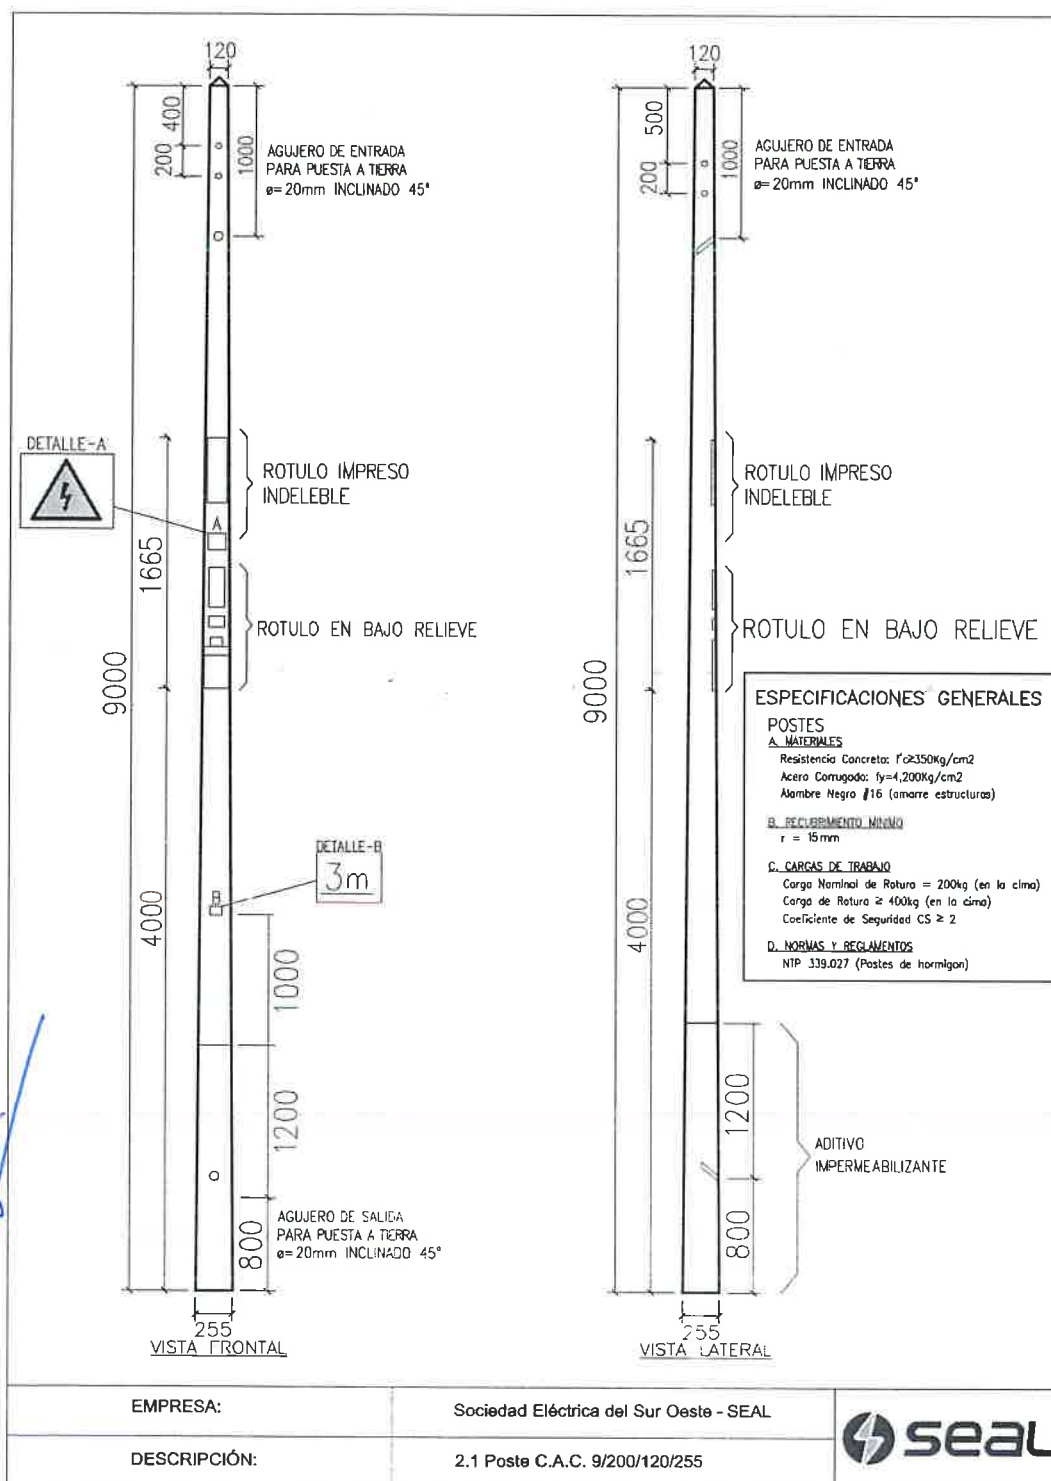 120
400
200
1000
AGUJERO DE ENTRADA
PARA PUESTA A TIERRA
ø=20mm INCLINADO 45°
DETALLE-A
A
ROTULO IMPRESO
INDELEBLE
1665
ROTULO EN BAJO RELIEVE
9000
DETALLE-B
3m
B
4000
1000
1200
AGUJERO DE SALIDA
PARA PUESTA A TIERRA
ø=20mm INCLINADO 45°
800
255
VISTA FRONTAL
120
500
200
1000
AGUJERO DE ENTRADA
PARA PUESTA A TIERRA
ø=20mm INCLINADO 45°
ROTULO IMPRESO
INDELEBLE
1665
ROTULO EN BAJO RELIEVE
9000
ESPECIFICACIONES GENERALES
POSTES
A. MATERIALES
Resistencia Concreto: f'c≥350Kg/cm2
Acero Corrugado: fy=4,200Kg/cm2
Alambre Negro #16 (amarre estructuras)
B. RECUBRIMIENTO MINIMO
r = 15mm
C. CARGAS DE TRABAJO
Carga Nominal de Rotura = 200kg (en la cima)
Carga de Rotura ≥ 400kg (en la cima)
Coeficiente de Seguridad CS ≥ 2
D. NORMAS Y REGLAMENTOS
NTP 339.027 (Postes de hormigon)
4000
1200
ADITIVO
IMPERMEABILIZANTE
800
255
VISTA LATERAL
EMPRESA:
Sociedad Eléctrica del Sur Oeste - SEAL
DESCRIPCIÓN:
2.1 Poste C.A.C. 9/200/120/255
seal